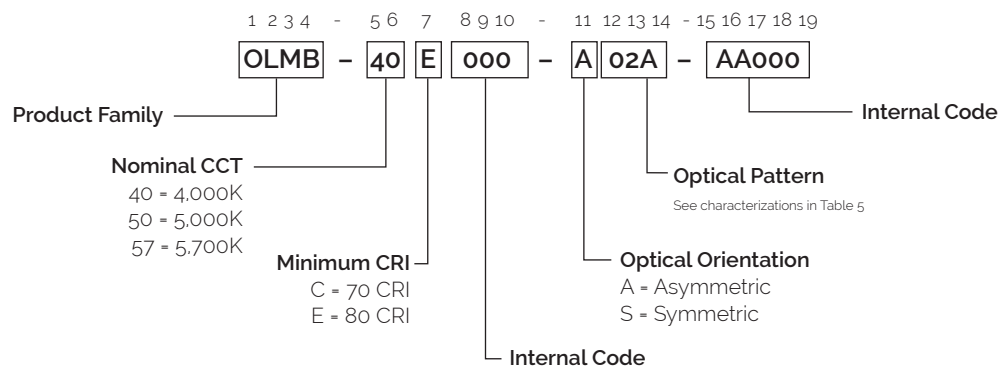 1 2 3 4 - 5 6 7 8 9 10 - 11 12 13 14 - 15 16 17 18 19
OLMB – 40 E 000 – A 02A – AA000
Product Family
Internal Code
Nominal CCT
40 = 4,000K
50 = 5,000K
57 = 5,700K
Optical Pattern
See characterizations in Table 5
Minimum CRI
C = 70 CRI
E = 80 CRI
Optical Orientation
A = Asymmetric
S = Symmetric
Internal Code